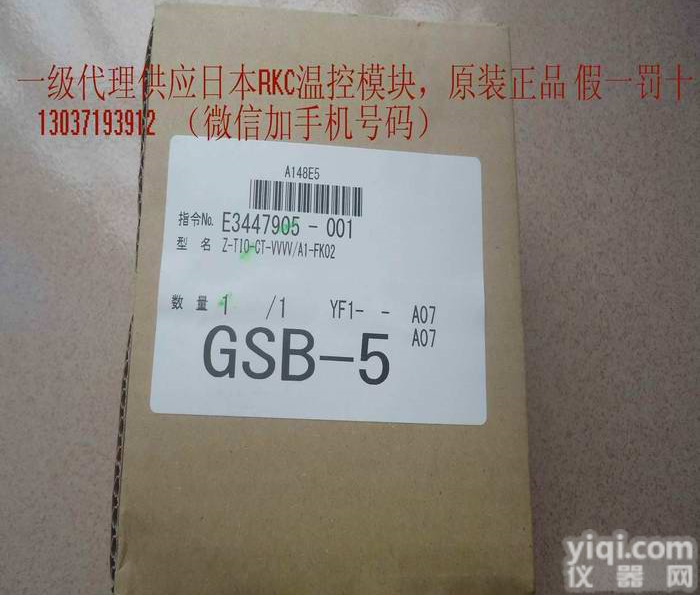 一级代理供应日本RKC温控模块，原装正品 假一罚十
13037193912 （微信加手机号码）
A148E5
指令No. E3447905-001
型 名 Z-TIO-CT-VVVV/A1-FK02
数 量 1 /1 YF1- - A07
A07
GSB-5
yiqi.com
仪器网